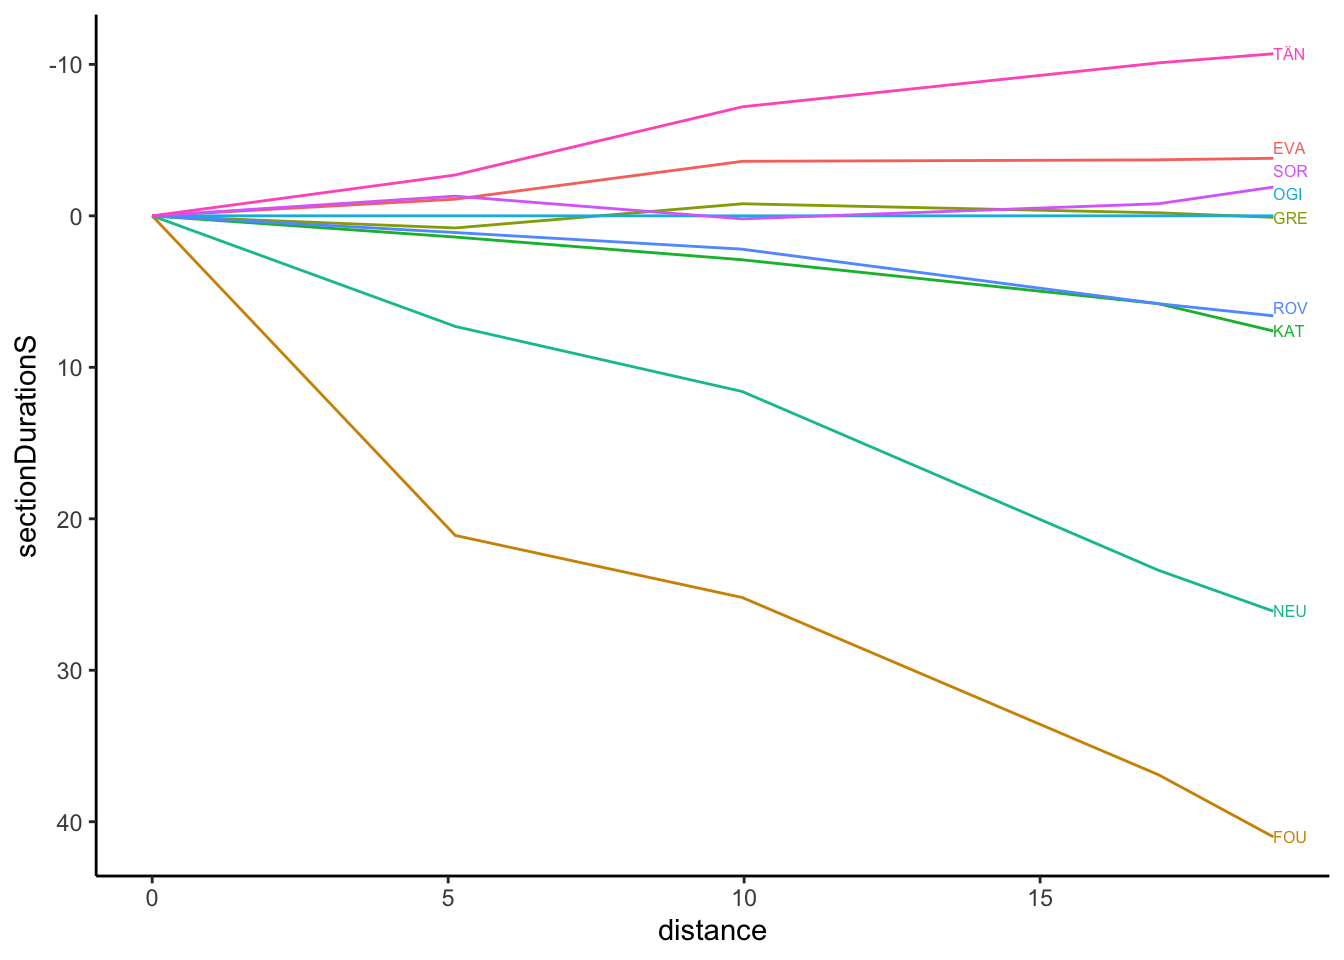 -10
0
10
20
30
40
sectionDurationS
TÄN
EVA
SOR
OGI
GRE
ROV
KAT
NEU
FOU
0 5 10 15
distance